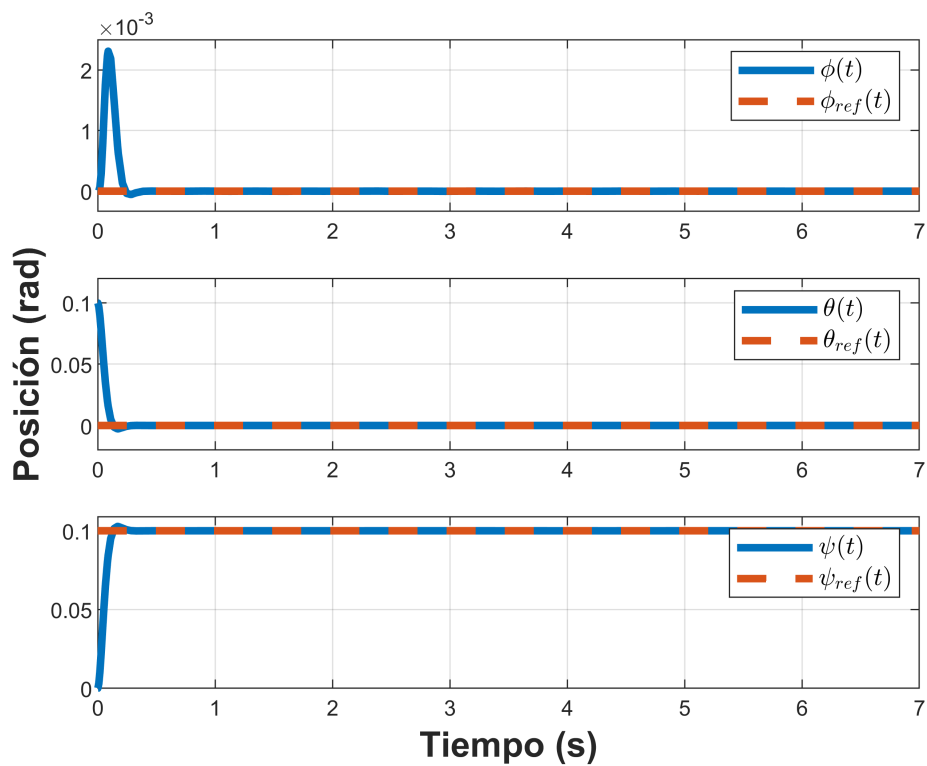 ×10⁻³
2
1
0
ϕ(t)
ϕ_ref(t)
0 1 2 3 4 5 6 7
0.1
0.05
0
θ(t)
θ_ref(t)
0 1 2 3 4 5 6 7
Posición (rad)
0.1
0.05
0
ψ(t)
ψ_ref(t)
0 1 2 3 4 5 6 7
Tiempo (s)